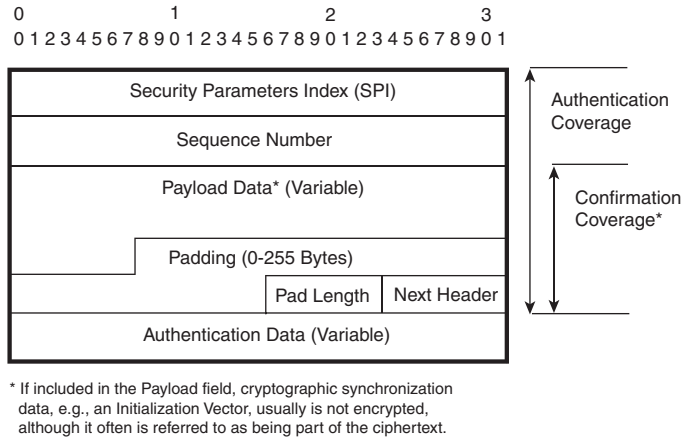 0 1 2 3
0 1 2 3 4 5 6 7 8 9 0 1 2 3 4 5 6 7 8 9 0 1 2 3 4 5 6 7 8 9 0 1
Security Parameters Index (SPI)
Sequence Number
Payload Data* (Variable)
Padding (0-255 Bytes)
Pad Length
Next Header
Authentication Data (Variable)
Authentication
Coverage
Confirmation
Coverage*
* If included in the Payload field, cryptographic synchronization
data, e.g., an Initialization Vector, usually is not encrypted,
although it often is referred to as being part of the ciphertext.